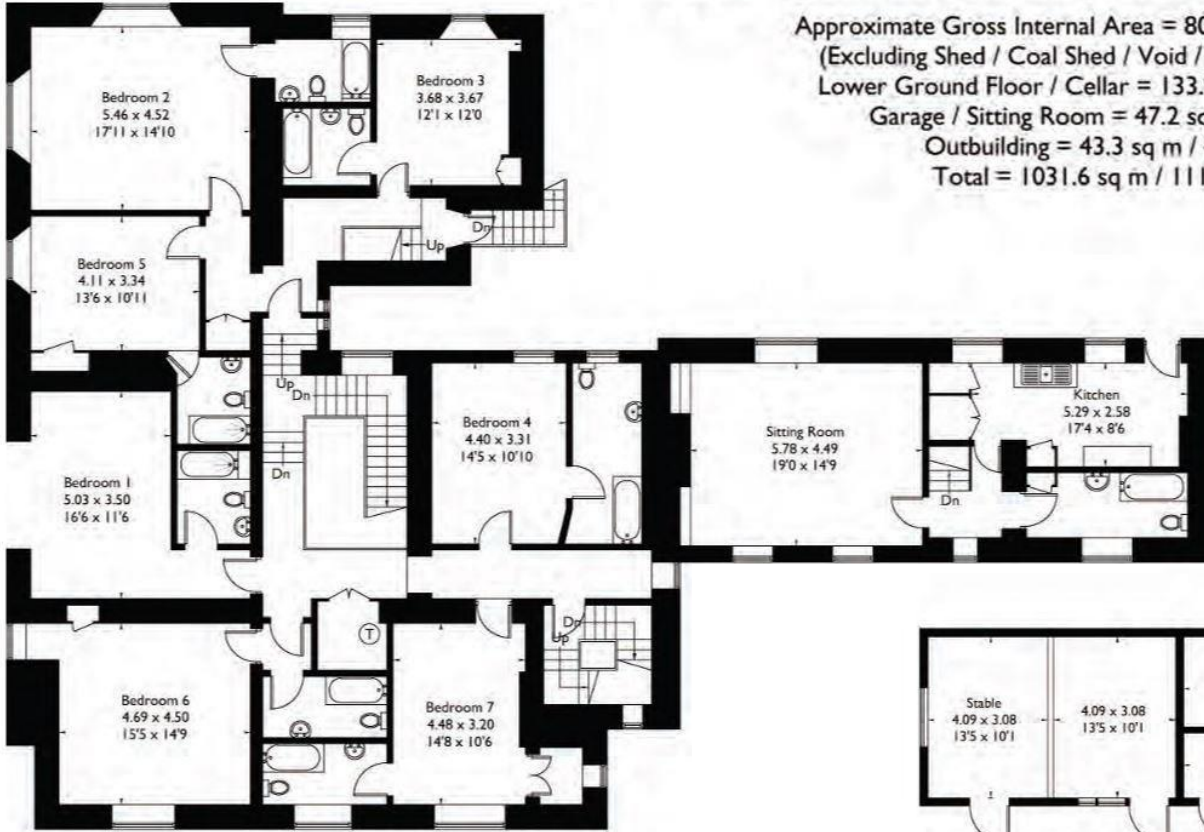 Approximate Gross Internal Area = 80
(Excluding Shed / Coal Shed / Void /
Lower Ground Floor / Cellar = 133.
Garage / Sitting Room = 47.2 sq
Outbuilding = 43.3 sq m /
Total = 1031.6 sq m / 111
Bedroom 2
5.46 x 4.52
17'11 x 14'10
Bedroom 3
3.68 x 3.67
12'1 x 12'0
Up
Dn
Bedroom 5
4.11 x 3.34
13'6 x 10'11
Up
Dn
Dn
Bedroom 1
5.03 x 3.50
16'6 x 11'6
Bedroom 4
4.40 x 3.31
14'5 x 10'10
Sitting Room
5.78 x 4.49
19'0 x 14'9
Kitchen
5.29 x 2.58
17'4 x 8'6
Dn
T
Dn
Up
Bedroom 6
4.69 x 4.50
15'5 x 14'9
Bedroom 7
4.48 x 3.20
14'8 x 10'6
Stable
4.09 x 3.08
13'5 x 10'1
4.09 x 3.08
13'5 x 10'1